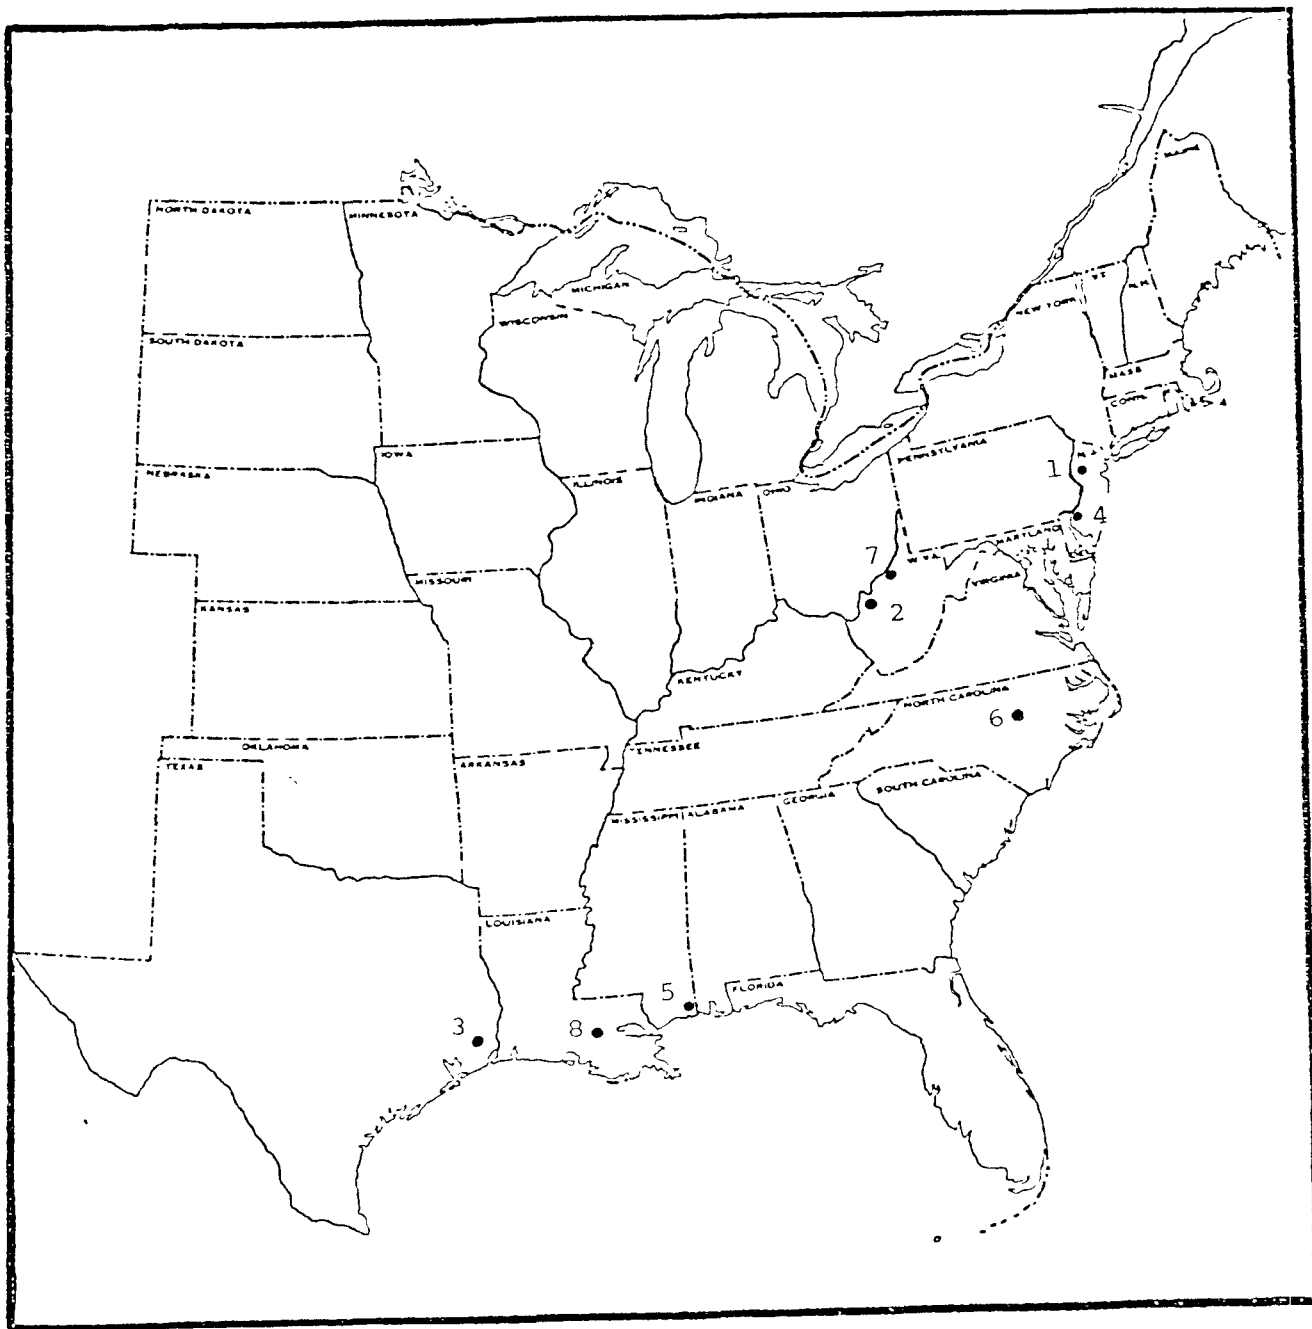 MAINE
NORTH DAKOTA
MINNESOTA
MICHIGAN
VT.
N.H.
NEW YORK
WISCONSIN
SOUTH DAKOTA
MASS
CONN.
IOWA
PENNSYLVANIA
N.J.
1
NEBRASKA
ILLINOIS
INDIANA
OHIO
4
MARYLAND
7
W.VA.
MISSOURI
VIRGINIA
KANSAS
2
KENTUCKY
NORTH CAROLINA
6
OKLAHOMA
TENNESSEE
TEXAS
ARKANSAS
SOUTH CAROLINA
GEORGIA
MISSISSIPPI
ALABAMA
LOUISIANA
5
FLORIDA
3
8